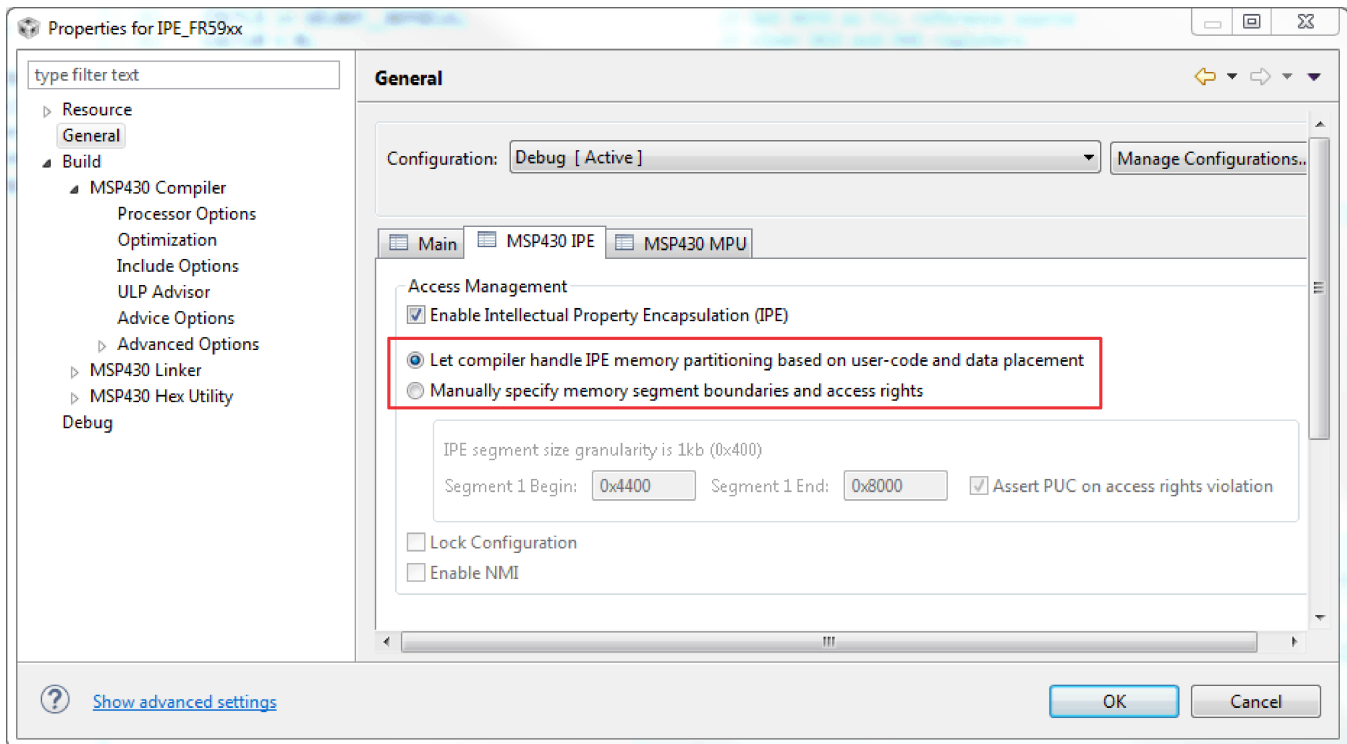 Properties for IPE_FR59xx
type filter text
Resource
General
Build
MSP430 Compiler
Processor Options
Optimization
Include Options
ULP Advisor
Advice Options
Advanced Options
MSP430 Linker
MSP430 Hex Utility
Debug
General
Configuration: Debug [ Active ] Manage Configurations..
Main MSP430 IPE MSP430 MPU
Access Management
Enable Intellectual Property Encapsulation (IPE)
Let compiler handle IPE memory partitioning based on user-code and data placement
Manually specify memory segment boundaries and access rights
IPE segment size granularity is 1kb (0x400)
Segment 1 Begin: 0x4400 Segment 1 End: 0x8000 Assert PUC on access rights violation
Lock Configuration
Enable NMI
? Show advanced settings OK Cancel